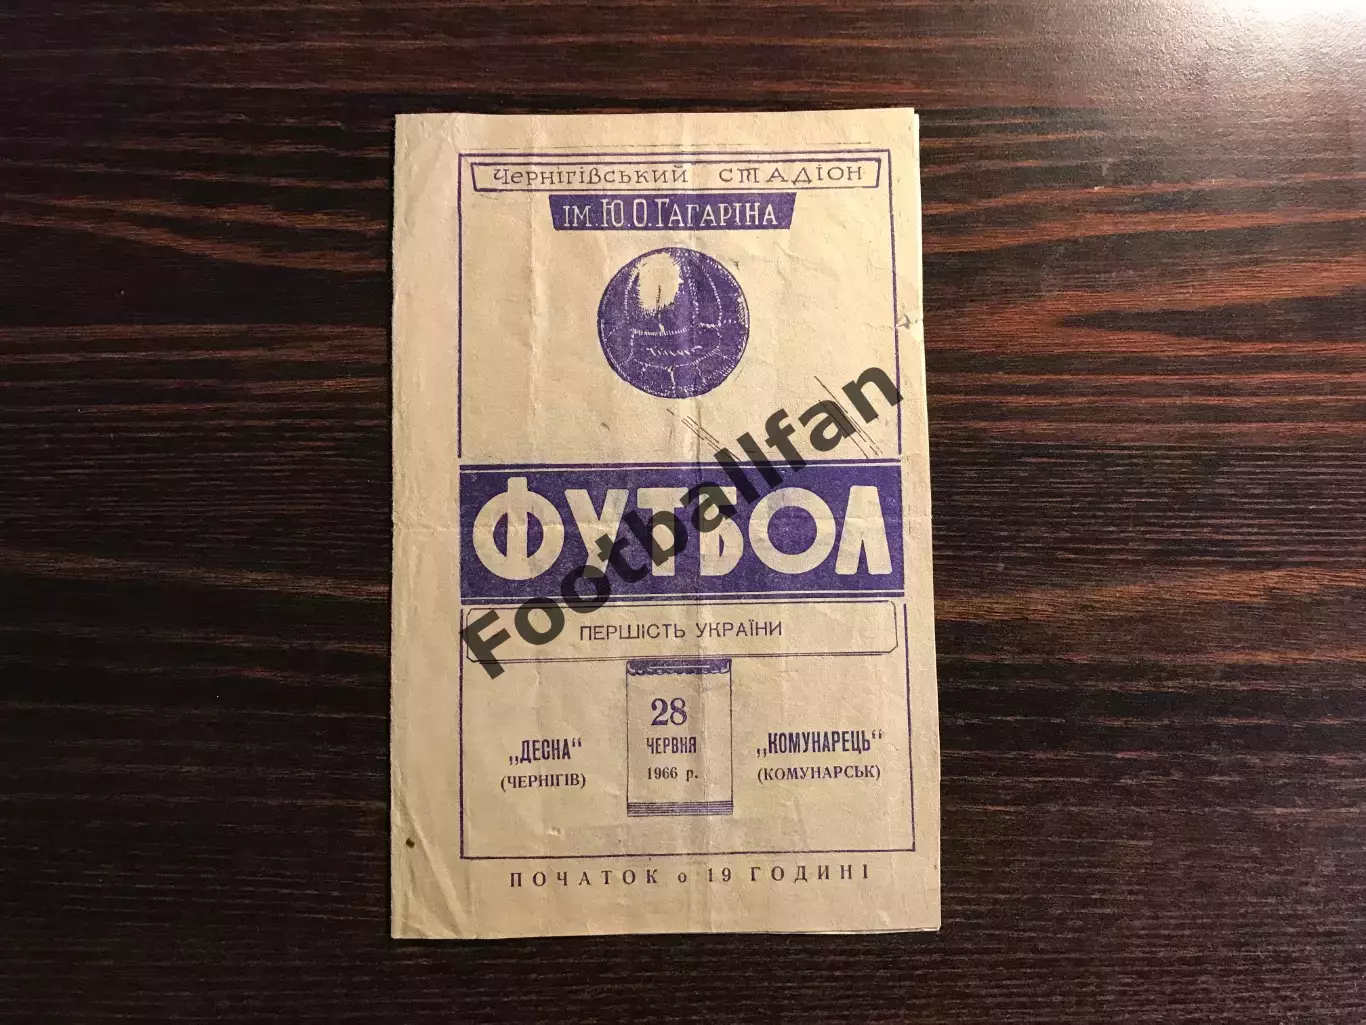 ЧЕРНІГІВСЬКИЙ СТАДІОН
ІМ. Ю.О. ГАГАРІНА
ФУТБОЛ
ПЕРШІСТЬ УКРАЇНИ
„ДЕСНА“
(ЧЕРНІГІВ)
28
ЧЕРВНЯ
1966 р.
„КОМУНАРЕЦЬ“
(КОМУНАРСЬК)
ПОЧАТОК о 19 ГОДИНІ
Footballfan